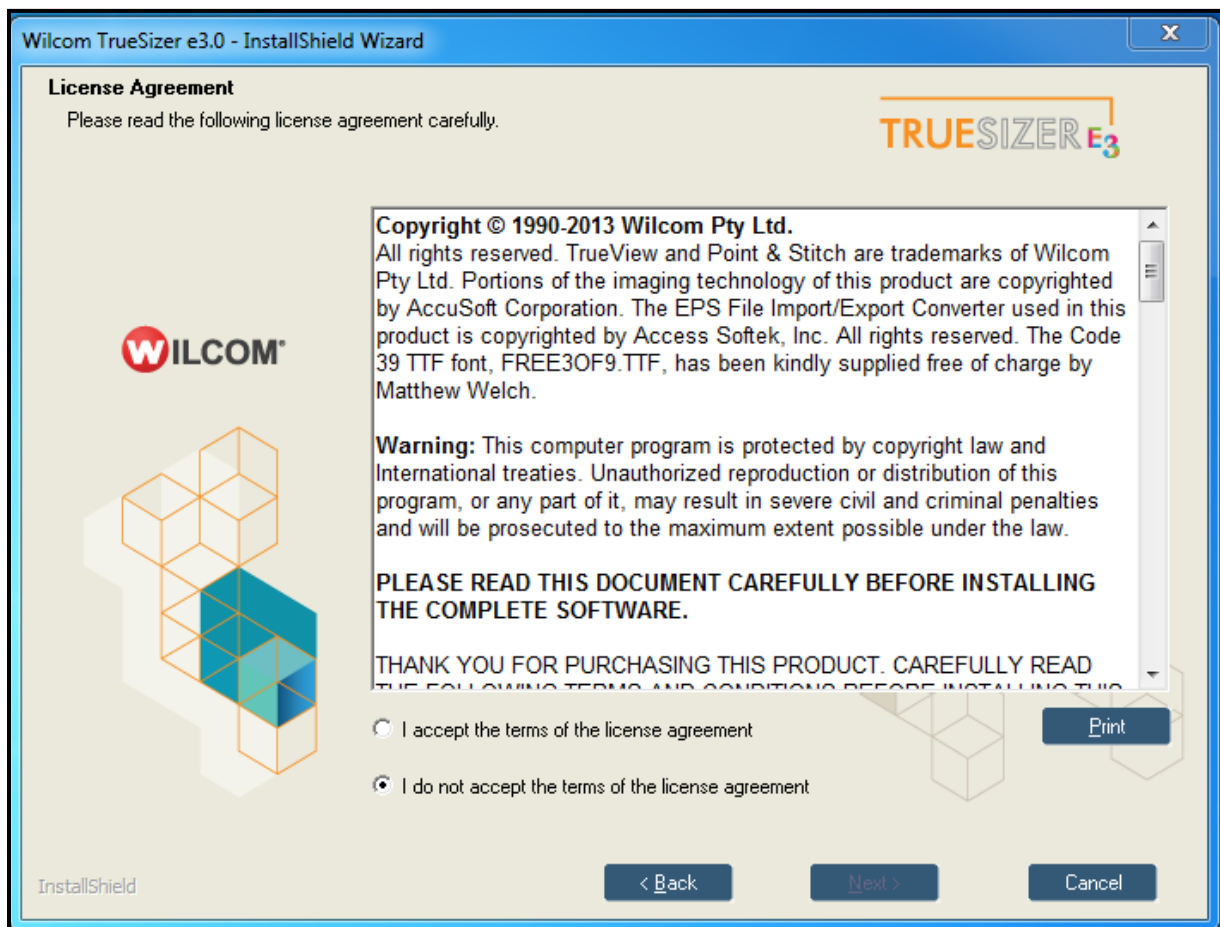 Wilcom TrueSizer e3.0 - InstallShield Wizard
License Agreement
Please read the following license agreement carefully.
TRUESIZER E3
Copyright © 1990-2013 Wilcom Pty Ltd.
All rights reserved. TrueView and Point & Stitch are trademarks of Wilcom
Pty Ltd. Portions of the imaging technology of this product are copyrighted
by AccuSoft Corporation. The EPS File Import/Export Converter used in this
product is copyrighted by Access Softek, Inc. All rights reserved. The Code
39 TTF font, FREE3OF9.TTF, has been kindly supplied free of charge by
Matthew Welch.
WILCOM®
Warning: This computer program is protected by copyright law and
International treaties. Unauthorized reproduction or distribution of this
program, or any part of it, may result in severe civil and criminal penalties
and will be prosecuted to the maximum extent possible under the law.
PLEASE READ THIS DOCUMENT CAREFULLY BEFORE INSTALLING
THE COMPLETE SOFTWARE.
THANK YOU FOR PURCHASING THIS PRODUCT. CAREFULLY READ
THE FOLLOWING TERMS AND CONDITIONS BEFORE INSTALLING THIS
I accept the terms of the license agreement
Print
I do not accept the terms of the license agreement
InstallShield
< Back
Next >
Cancel